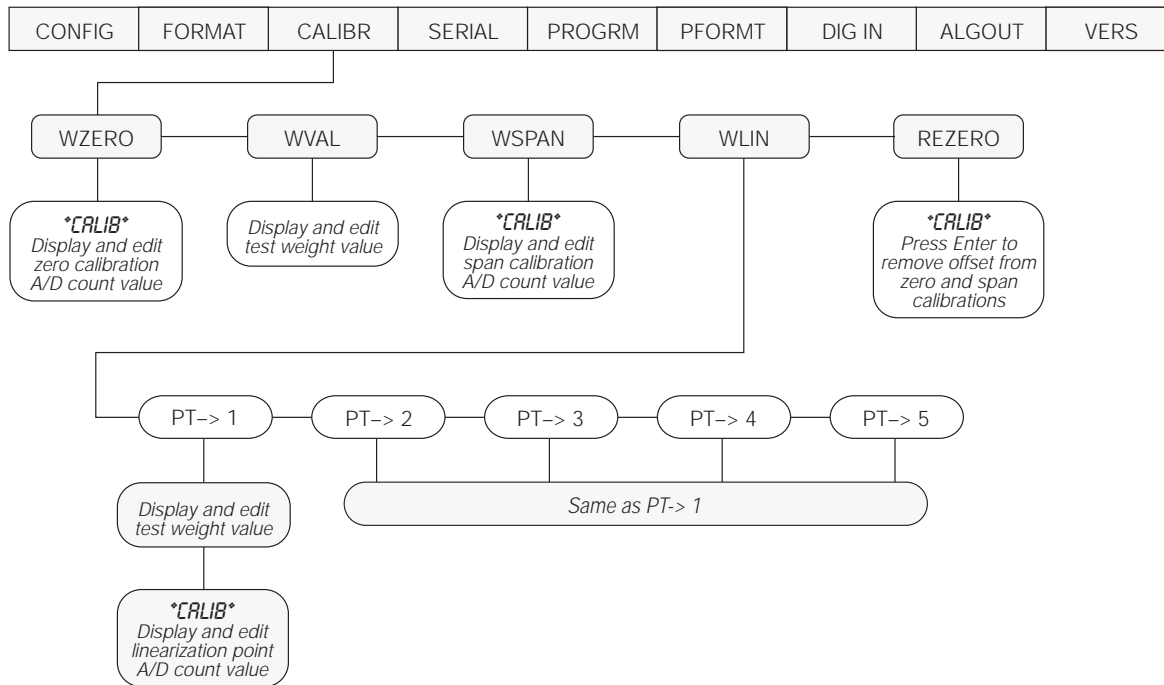 CONFIG FORMAT CALIBR SERIAL PROGRM PFORMT DIG IN ALGOUT VERS
WZERO WVAL WSPAN WLIN REZERO
*CALIB*
Display and edit
zero calibration
A/D count value
Display and edit
test weight value
*CALIB*
Display and edit
span calibration
A/D count value
*CALIB*
Press Enter to
remove offset from
zero and span
calibrations
PT–> 1 PT–> 2 PT–> 3 PT–> 4 PT–> 5
Display and edit
test weight value
Same as PT-> 1
*CALIB*
Display and edit
linearization point
A/D count value